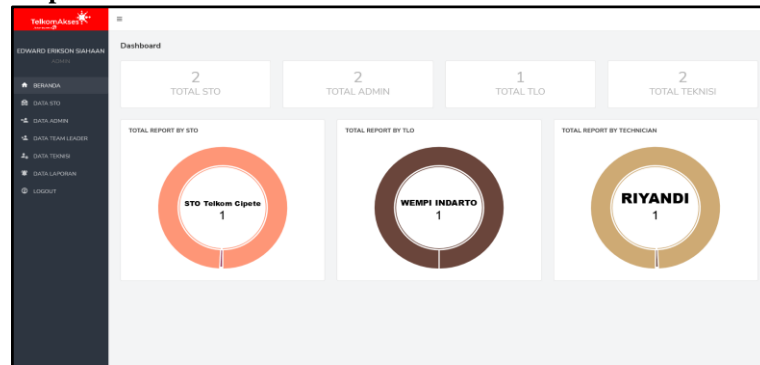 TelkomAkses
EDWARD ERIKSON SIAHAAN
ADMIN
BERANDA
DATA STO
DATA ADMIN
DATA TEAM LEADER
DATA TEKNISI
DATA LAPORAN
LOGOUT
Dashboard
2
TOTAL STO
2
TOTAL ADMIN
1
TOTAL TLO
2
TOTAL TEKNISI
TOTAL REPORT BY STO
STO Telkom Cipete
1
TOTAL REPORT BY TLO
WEMPI INDARTO
1
TOTAL REPORT BY TECHNICIAN
RIYANDI
1